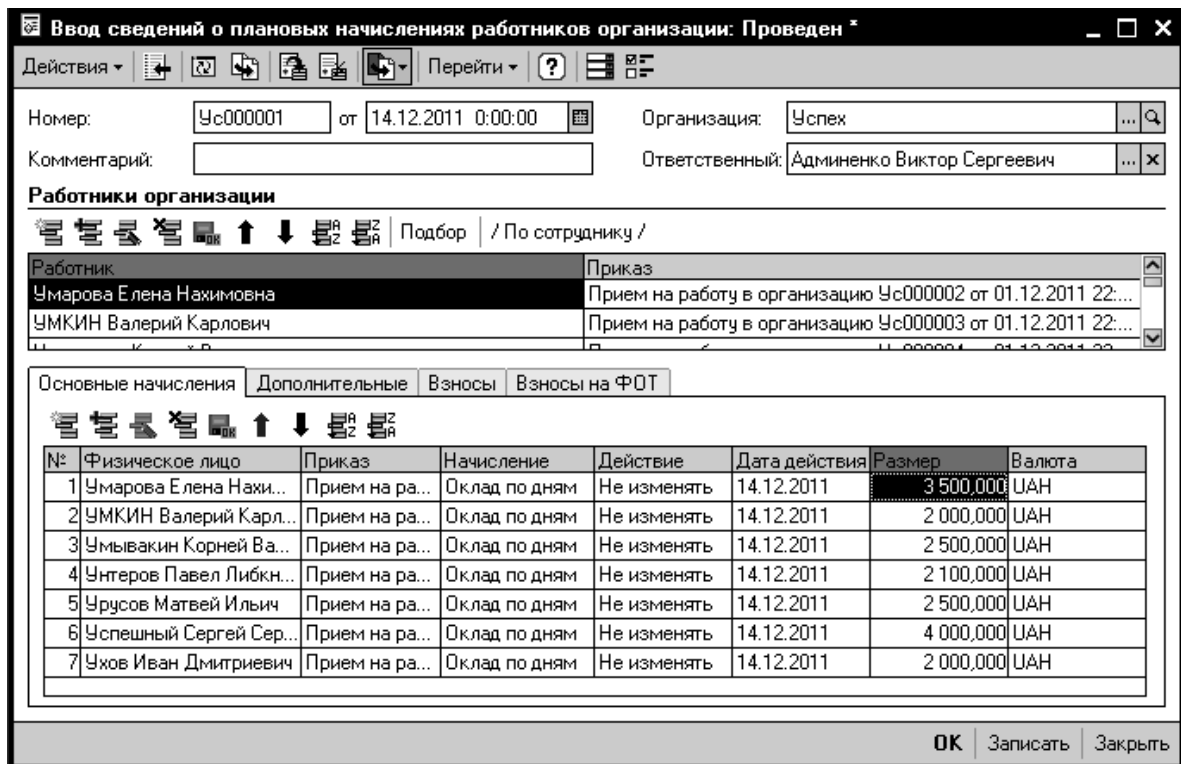 Ввод сведений о плановых начислениях работников организации: Проведен *
Действия Перейти ?
Номер: Ус000001 от 14.12.2011 0:00:00 Организация: Успех ...
Комментарий: Ответственный: Админенко Виктор Сергеевич ... x
Работники организации
Подбор / По сотруднику /
Работник Приказ
Умарова Елена Нахимовна Прием на работу в организацию Ус000002 от 01.12.2011 22:...
УМКИН Валерий Карлович Прием на работу в организацию Ус000003 от 01.12.2011 22:...
Основные начисления Дополнительные Взносы Взносы на ФОТ
№ Физическое лицо Приказ Начисление Действие Дата действия Размер Валюта
1 Умарова Елена Нахи... Прием на ра... Оклад по дням Не изменять 14.12.2011 3 500,000 UAH
2 УМКИН Валерий Карл... Прием на ра... Оклад по дням Не изменять 14.12.2011 2 000,000 UAH
3 Умывакин Корней Ва... Прием на ра... Оклад по дням Не изменять 14.12.2011 2 500,000 UAH
4 Унтеров Павел Либкн... Прием на ра... Оклад по дням Не изменять 14.12.2011 2 100,000 UAH
5 Урусов Матвей Ильич Прием на ра... Оклад по дням Не изменять 14.12.2011 2 500,000 UAH
6 Успешный Сергей Сер... Прием на ра... Оклад по дням Не изменять 14.12.2011 4 000,000 UAH
7 Ухов Иван Дмитриевич Прием на ра... Оклад по дням Не изменять 14.12.2011 2 000,000 UAH
OK Записать Закрыть